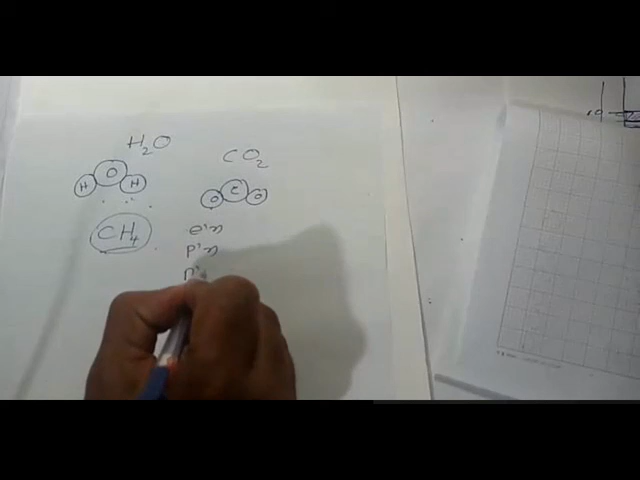 H₂O
CO₂
H O H
O C O
CH₄
e'n
p'n
n'